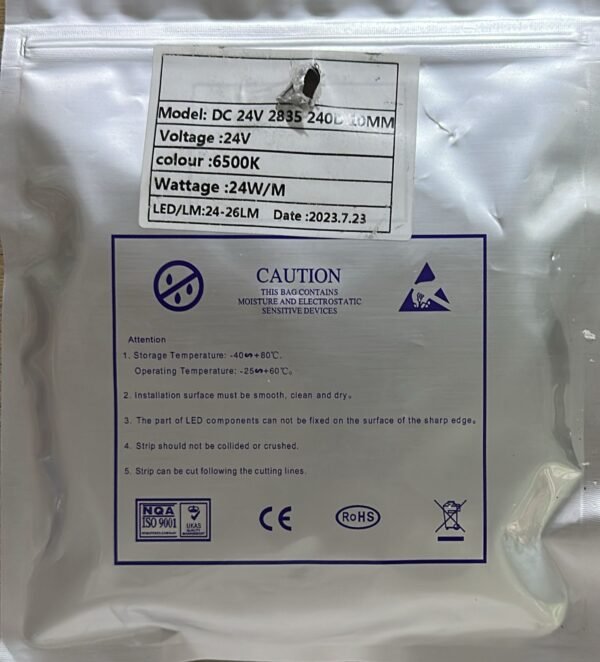 Model: DC 24V 2835 240D 10MM
Voltage :24V
colour :6500K
Wattage :24W/M
LED/LM:24-26LM Date :2023.7.23
CAUTION
THIS BAG CONTAINS
MOISTURE AND ELECTROSTATIC
SENSITIVE DEVICES
Attention
1. Storage Temperature: -40∽+80℃.
Operating Temperature: -25∽+60℃。
2. Installation surface must be smooth, clean and dry。
3. The part of LED components can not be fixed on the surface of the sharp edge。
4. Strip should not be collided or crushed.
5. Strip can be cut following the cutting lines.
NQA
ISO 9001
UKAS
QUALITY
MANAGEMENT
CE
RoHS